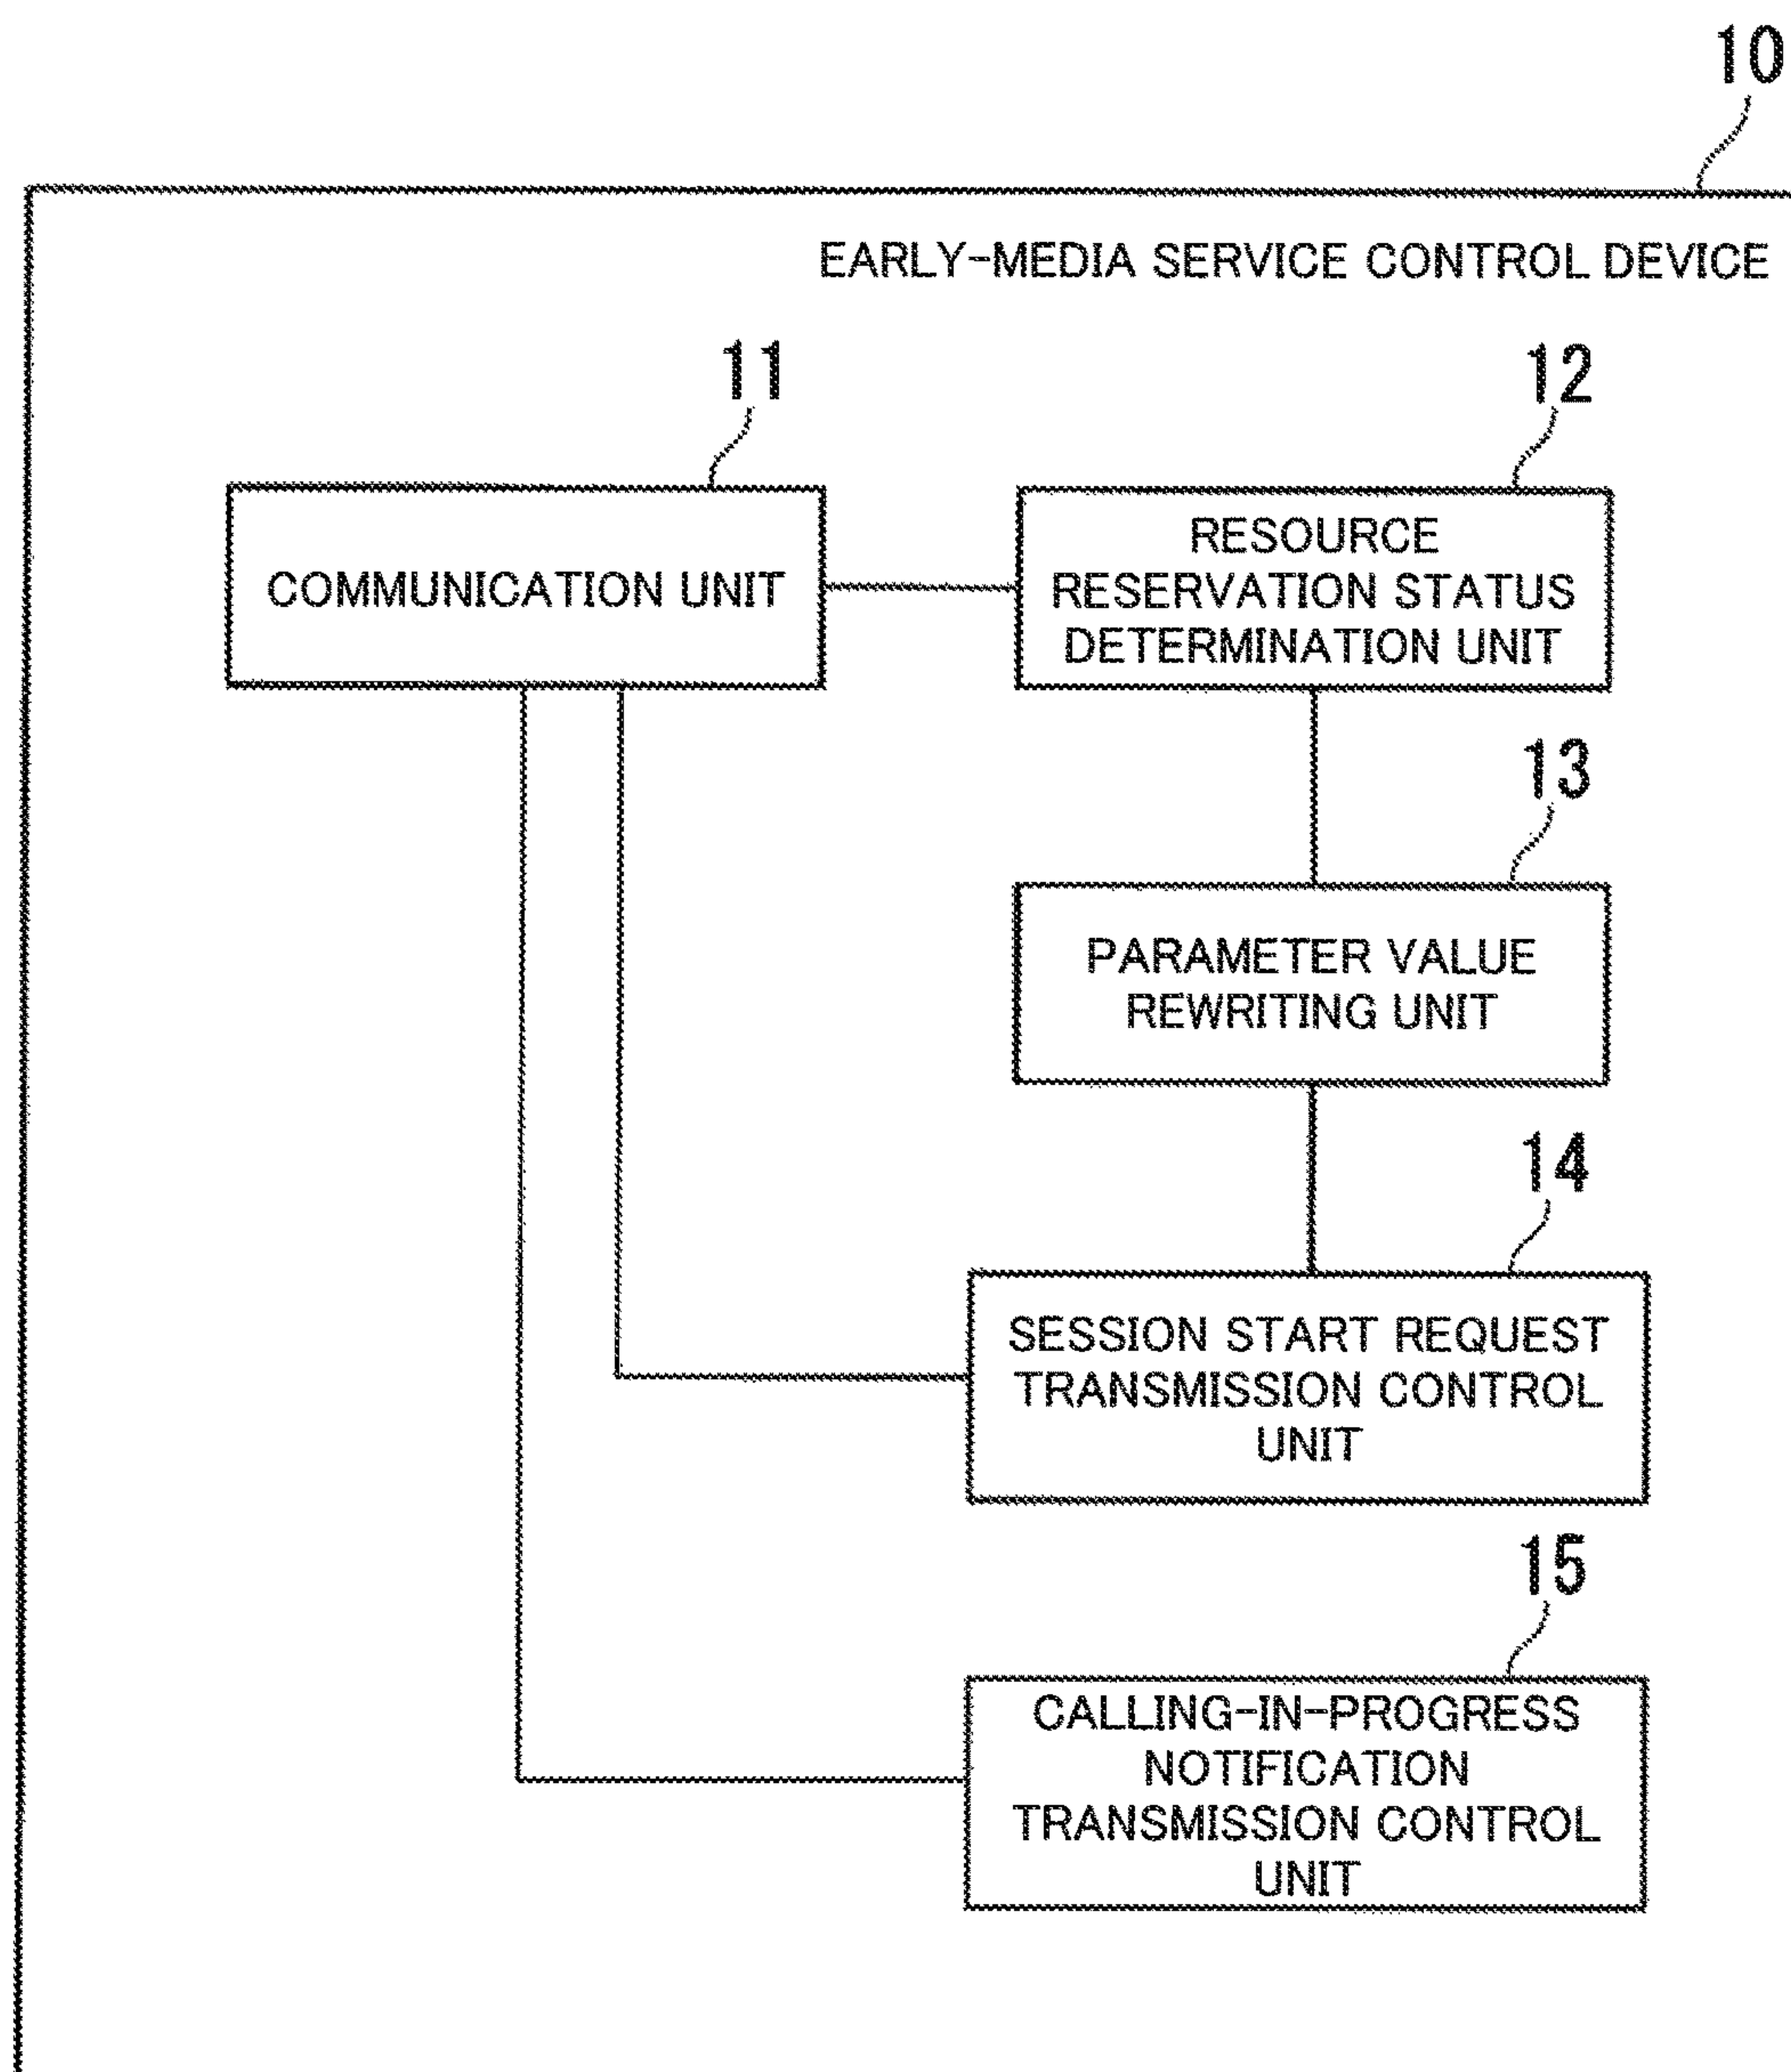 10
EARLY-MEDIA SERVICE CONTROL DEVICE
11
12
COMMUNICATION UNIT
RESOURCE
RESERVATION STATUS
DETERMINATION UNIT
13
PARAMETER VALUE
REWRITING UNIT
14
SESSION START REQUEST
TRANSMISSION CONTROL
UNIT
15
CALLING-IN-PROGRESS
NOTIFICATION
TRANSMISSION CONTROL
UNIT